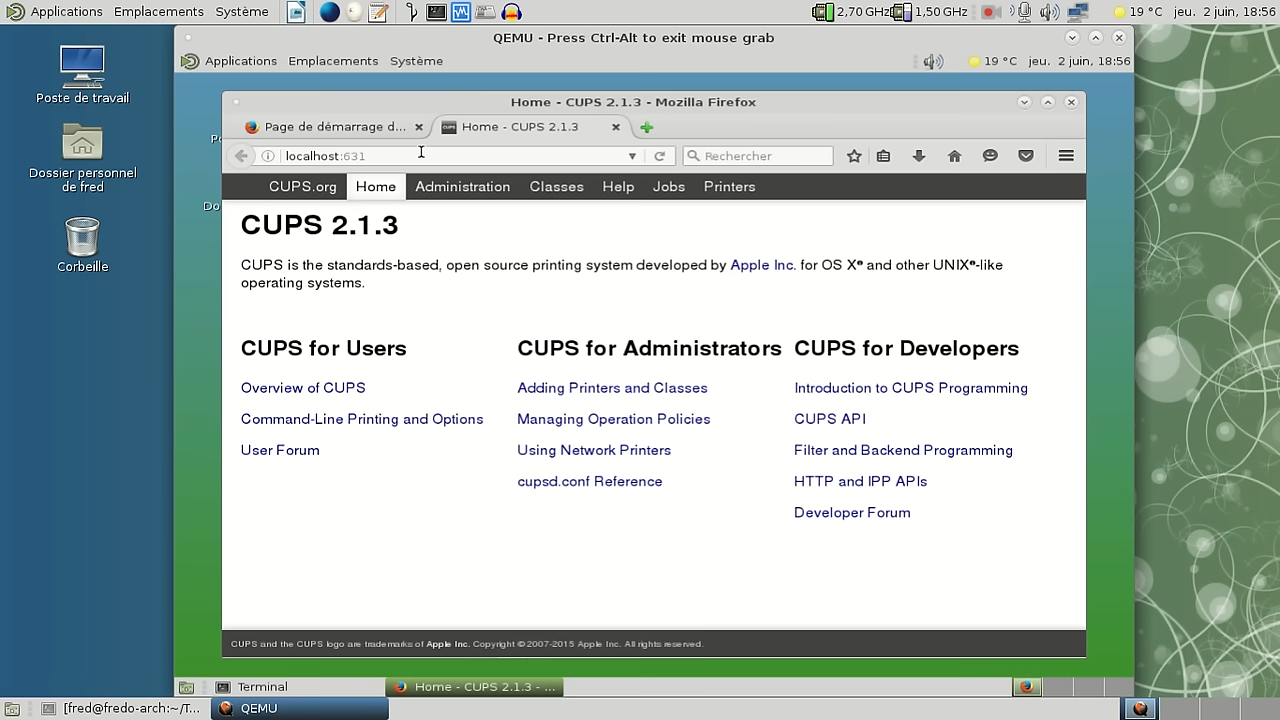 Applications Emplacements Système 2,70 GHz 1,50 GHz 19 °C jeu. 2 juin, 18:56
QEMU - Press Ctrl-Alt to exit mouse grab
Applications Emplacements Système 19 °C jeu. 2 juin, 18:56
Poste de travail
Dossier personnel
de fred
Corbeille
Home - CUPS 2.1.3 - Mozilla Firefox
Page de démarrage d... Home - CUPS 2.1.3
localhost:631 Rechercher
CUPS.org Home Administration Classes Help Jobs Printers
CUPS 2.1.3
CUPS is the standards-based, open source printing system developed by Apple Inc. for OS X® and other UNIX®-like
operating systems.
CUPS for Users
Overview of CUPS
Command-Line Printing and Options
User Forum
CUPS for Administrators
Adding Printers and Classes
Managing Operation Policies
Using Network Printers
cupsd.conf Reference
CUPS for Developers
Introduction to CUPS Programming
CUPS API
Filter and Backend Programming
HTTP and IPP APIs
Developer Forum
CUPS and the CUPS logo are trademarks of Apple Inc. Copyright © 2007-2015 Apple Inc. All rights reserved.
Terminal Home - CUPS 2.1.3 - ...
[fred@fredo-arch:~/T... QEMU